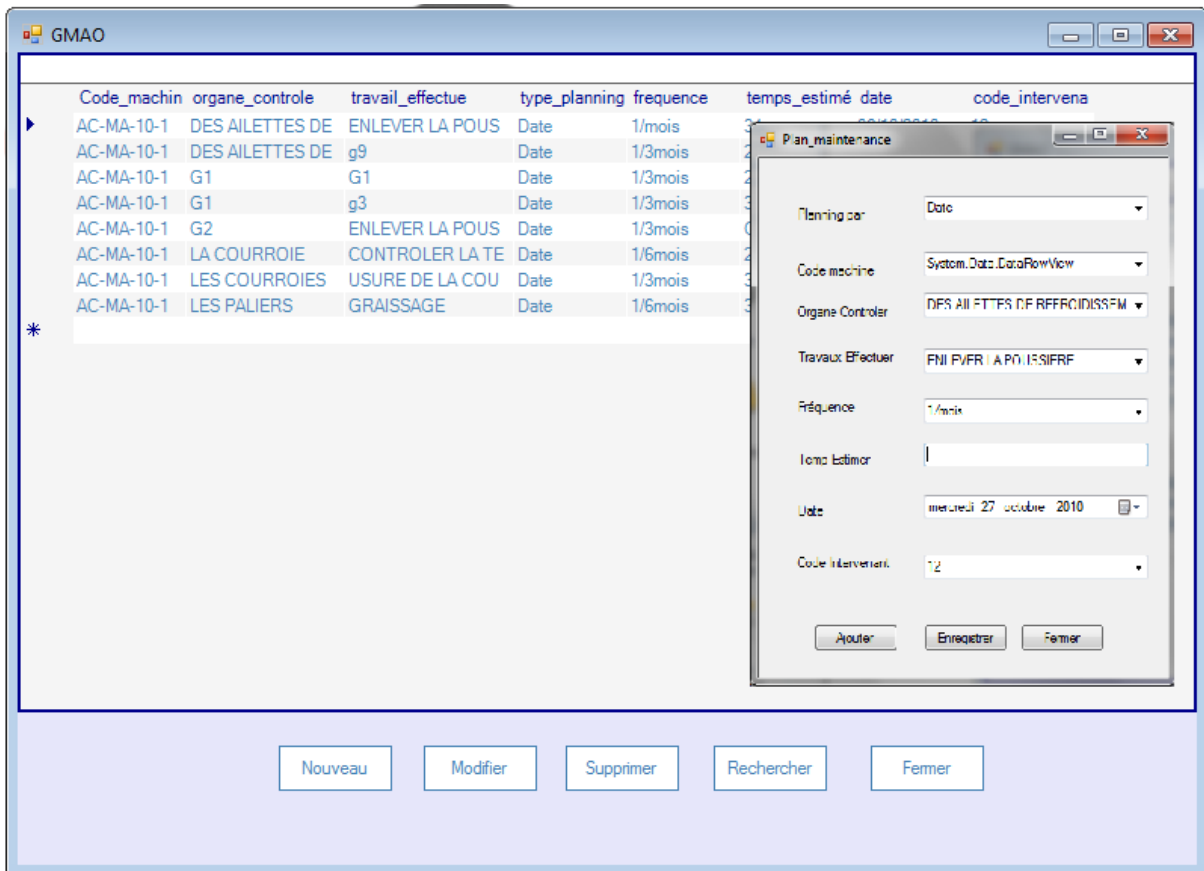 GMAO
Code_machin organe_controle travail_effectue type_planning frequence temps_estimé date code_intervena
AC-MA-10-1 DES AILETTES DE ENLEVER LA POUS Date 1/mois
AC-MA-10-1 DES AILETTES DE g9 Date 1/3mois
AC-MA-10-1 G1 G1 Date 1/3mois
AC-MA-10-1 G1 g3 Date 1/3mois
AC-MA-10-1 G2 ENLEVER LA POUS Date 1/3mois
AC-MA-10-1 LA COURROIE CONTROLER LA TE Date 1/6mois
AC-MA-10-1 LES COURROIES USURE DE LA COU Date 1/3mois
AC-MA-10-1 LES PALIERS GRAISSAGE Date 1/6mois
Plan_maintenance
Planning par Date
Code machine System.Data.DataRowView
Organe Controler DES AILETTES DE REFROIDISSEM
Travaux Effectuer ENLEVER LA POUSSIERE
Fréquence 1/mois
Temp Estimer
Date mercredi 27 octobre 2010
Code Intervenant 12
Ajouter Enregistrer Fermer
Nouveau Modifier Supprimer Rechercher Fermer